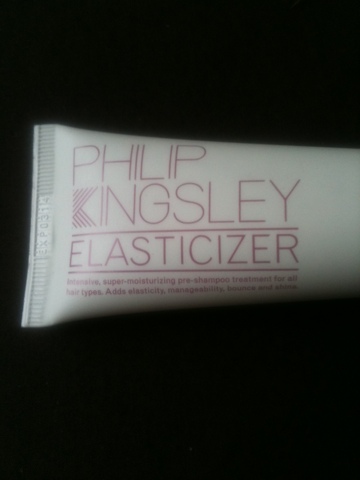 PHILIP
KINGSLEY
ELASTICIZER
Intensive, super-moisturizing pre-shampoo treatment for all
hair types. Adds elasticity, manageability, bounce and shine.
EXP0314